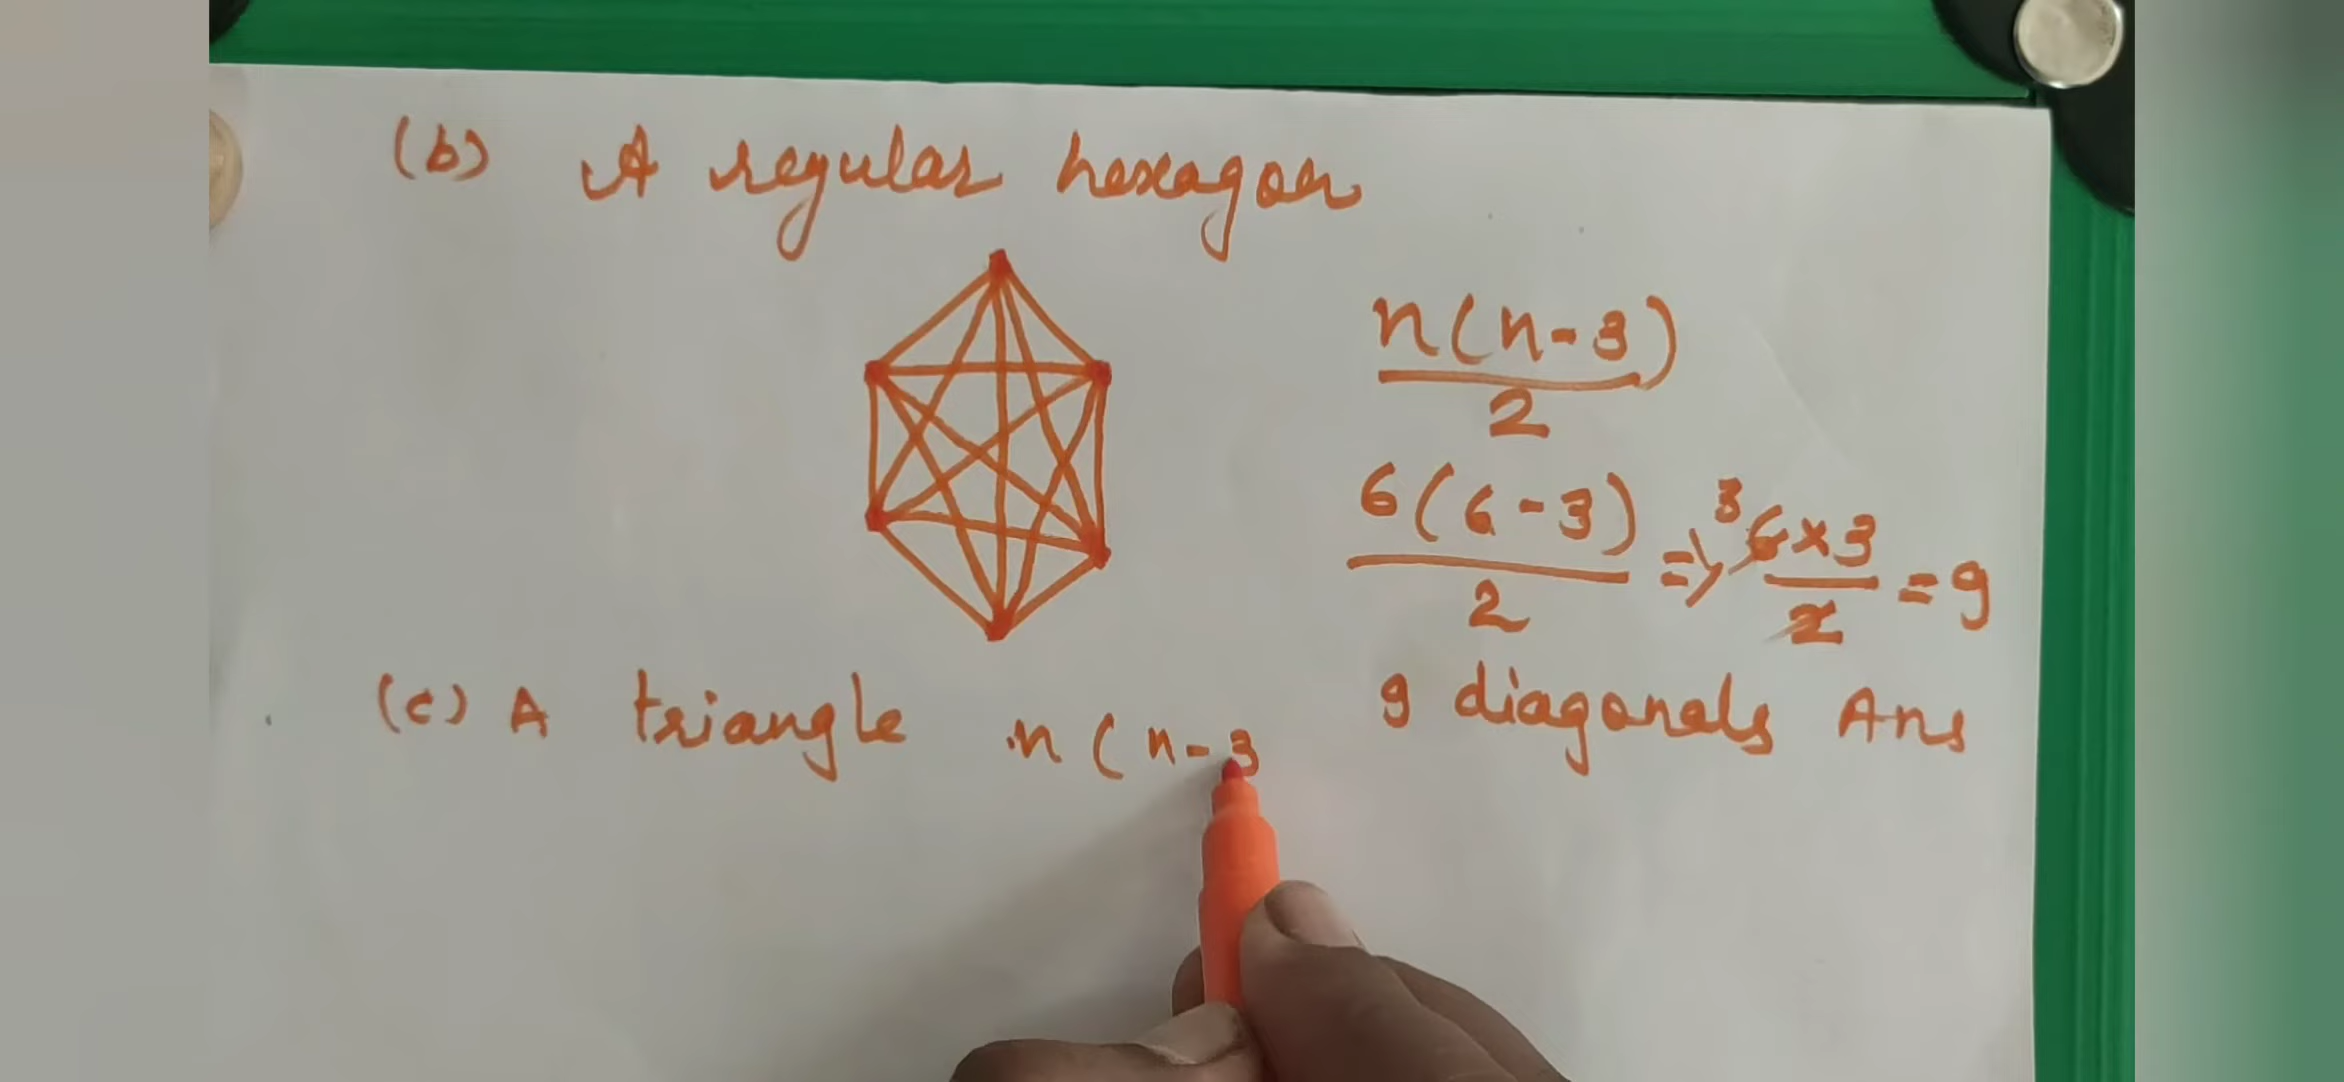 (b) A regular hexagon
n(n-3)
2
6(6-3)
2
=> 3 6×3
2
= 9
9 diagonals Ans
(c) A triangle n(n-3